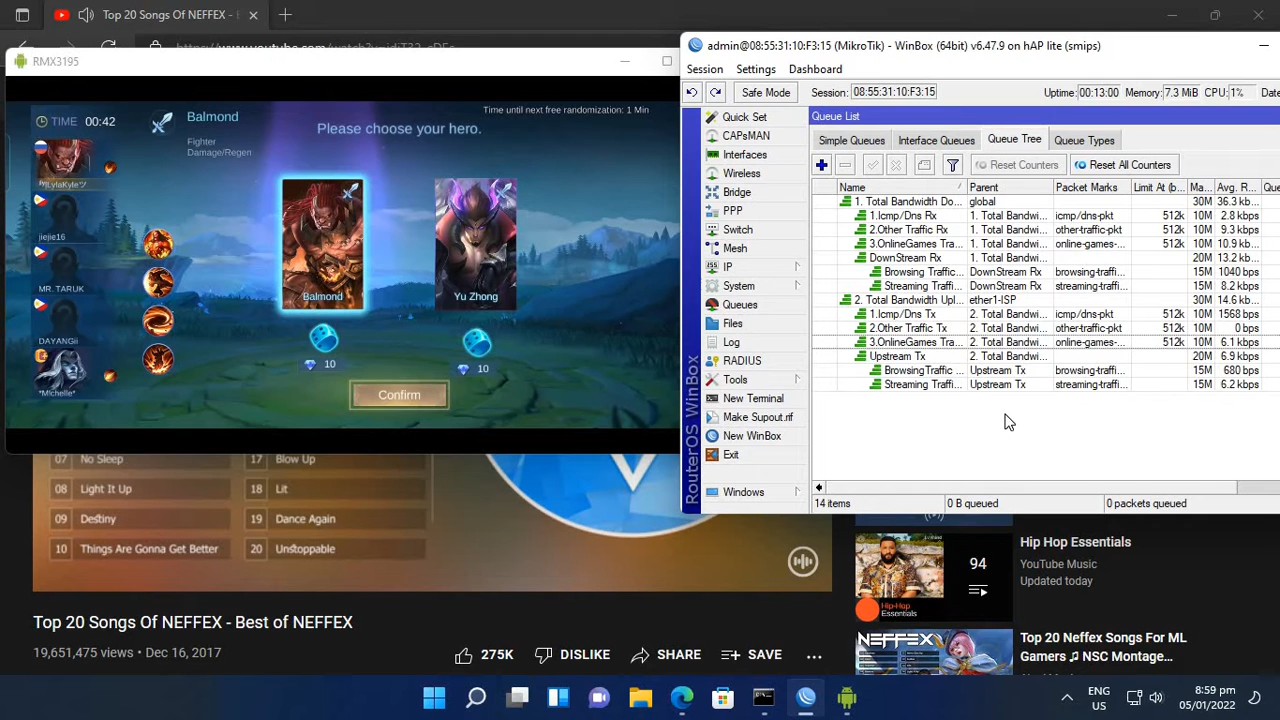 Top 20 Songs Of NEFFEX -
RMX3195
TIME 00:42
Balmond
Fighter
Damage/Regen
Time until next free randomization: 1 Min
Please choose your hero.
jiejie16
MR. TARUK
DAYANGii
*M!chelle*
Balmond
Yu Zhong
10
10
Confirm
admin@08:55:31:10:F3:15 (MikroTik) - WinBox (64bit) v6.47.9 on hAP lite (smips)
Session Settings Dashboard
Safe Mode Session: 08:55:31:10:F3:15 Uptime: 00:13:00 Memory: 7.3 MiB CPU: 1% Date
RouterOS WinBox
Quick Set
CAPsMAN
Interfaces
Wireless
Bridge
PPP
Switch
Mesh
IP
System
Queues
Files
Log
RADIUS
Tools
New Terminal
Make Supout.rif
New WinBox
Exit
Windows
Queue List
Simple Queues Interface Queues Queue Tree Queue Types
Reset Counters Reset All Counters
Name Parent Packet Marks Limit At (b... Ma... Avg. R... Que
1. Total Bandwidth Do... global 30M 36.3 kb...
1.Icmp/Dns Rx 1. Total Bandwi... icmp/dns-pkt 512k 10M 2.8 kbps
2.Other Traffic Rx 1. Total Bandwi... other-traffic-pkt 10M 9.3 kbps
3.OnlineGames Tra... 1. Total Bandwi... online-games-... 512k 10M 10.9 kb...
DownStream Rx 1. Total Bandwi... 20M 13.2 kb...
Browsing Traffic... DownStream Rx browsing-traffi... 15M 1040 bps
Streaming Traffi... DownStream Rx streaming-traffi... 15M 8.2 kbps
2. Total Bandwidth Upl... ether1-ISP 30M 14.6 kb...
1.Icmp/Dns Tx 2. Total Bandwi... icmp/dns-pkt 512k 10M 1568 bps
2.Other Traffic Tx 2. Total Bandwi... other-traffic-pkt 512k 10M 0 bps
3.OnlineGames Tra... 2. Total Bandwi... online-games-... 512k 10M 6.1 kbps
Upstream Tx 2. Total Bandwi... 20M 6.9 kbps
BrowsingTraffic ... Upstream Tx browsing-traffi... 15M 680 bps
Streaming Traffi... Upstream Tx streaming-traffi... 15M 6.2 kbps
14 items 0 B queued 0 packets queued
07 No Sleep 17 Blow Up
08 Light It Up 18 Lit
09 Destiny 19 Dance Again
10 Things Are Gonna Get Better 20 Unstoppable
Top 20 Songs Of NEFFEX - Best of NEFFEX
19,651,475 views • Dec 16, 2017
275K DISLIKE SHARE SAVE
94
Hip-Hop
Essentials
Hip Hop Essentials
YouTube Music
Updated today
NEFFEX
Top 20 Neffex Songs For ML
Gamers ♫ NSC Montage...
ENG
US
8:59 pm
05/01/2022